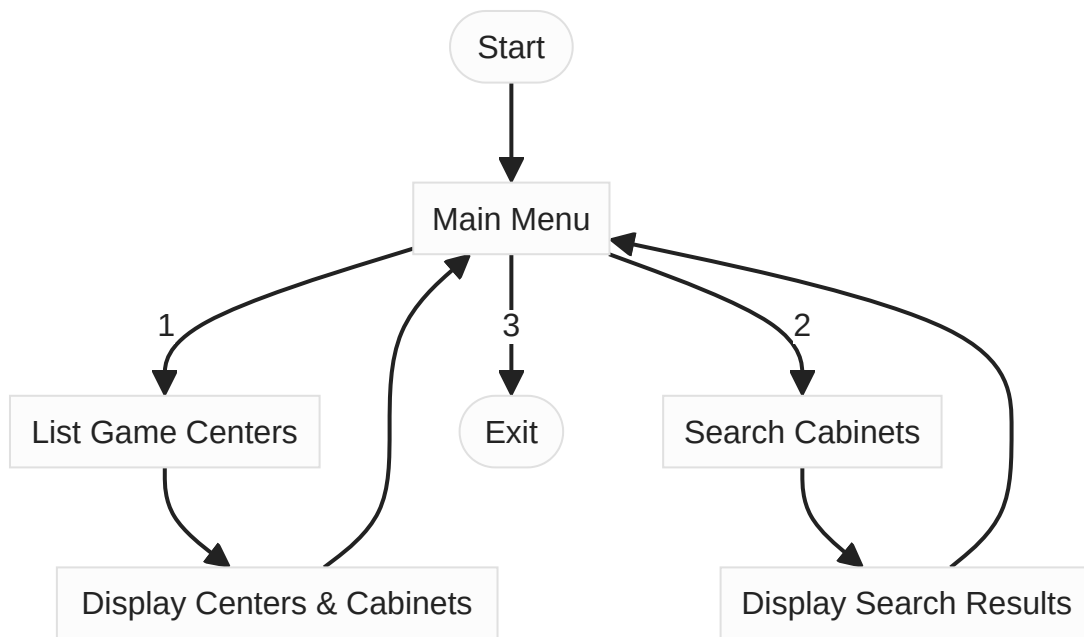 Start
Main Menu
1
3
2
List Game Centers
Exit
Search Cabinets
Display Centers & Cabinets
Display Search Results